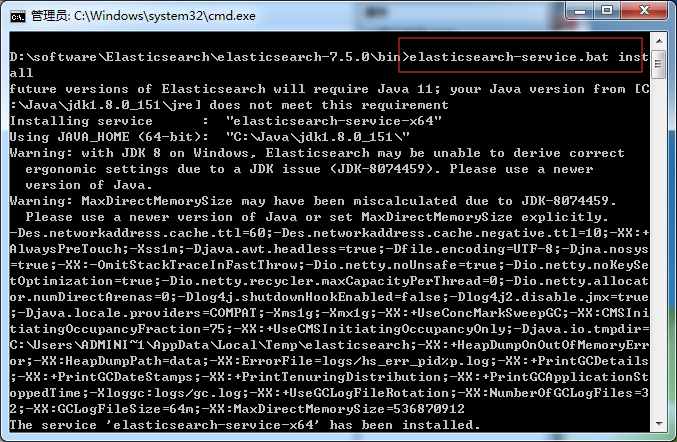 管理员: C:\Windows\system32\cmd.exe
D:\software\Elasticsearch\elasticsearch-7.5.0\bin>elasticsearch-service.bat inst
all
future versions of Elasticsearch will require Java 11; your Java version from [C
:\Java\jdk1.8.0_151\jre] does not meet this requirement
Installing service      :  "elasticsearch-service-x64"
Using JAVA_HOME (64-bit):  "C:\Java\jdk1.8.0_151\"
Warning: with JDK 8 on Windows, Elasticsearch may be unable to derive correct
  ergonomic settings due to a JDK issue (JDK-8074459). Please use a newer
  version of Java.
Warning: MaxDirectMemorySize may have been miscalculated due to JDK-8074459.
  Please use a newer version of Java or set MaxDirectMemorySize explicitly.
-Des.networkaddress.cache.ttl=60;-Des.networkaddress.cache.negative.ttl=10;-XX:+
AlwaysPreTouch;-Xss1m;-Djava.awt.headless=true;-Dfile.encoding=UTF-8;-Djna.nosys
=true;-XX:-OmitStackTraceInFastThrow;-Dio.netty.noUnsafe=true;-Dio.netty.noKeySe
tOptimization=true;-Dio.netty.recycler.maxCapacityPerThread=0;-Dio.netty.allocat
or.numDirectArenas=0;-Dlog4j.shutdownHookEnabled=false;-Dlog4j2.disable.jmx=true
;-Djava.locale.providers=COMPAT;-Xms1g;-Xmx1g;-XX:+UseConcMarkSweepGC;-XX:CMSIni
tiatingOccupancyFraction=75;-XX:+UseCMSInitiatingOccupancyOnly;-Djava.io.tmpdir=
C:\Users\ADMINI~1\AppData\Local\Temp\elasticsearch;-XX:+HeapDumpOnOutOfMemoryErr
or;-XX:HeapDumpPath=data;-XX:ErrorFile=logs/hs_err_pid%p.log;-XX:+PrintGCDetails
;-XX:+PrintGCDateStamps;-XX:+PrintTenuringDistribution;-XX:+PrintGCApplicationSt
oppedTime;-Xloggc:logs/gc.log;-XX:+UseGCLogFileRotation;-XX:NumberOfGCLogFiles=3
2;-XX:GCLogFileSize=64m;-XX:MaxDirectMemorySize=536870912
The service 'elasticsearch-service-x64' has been installed.